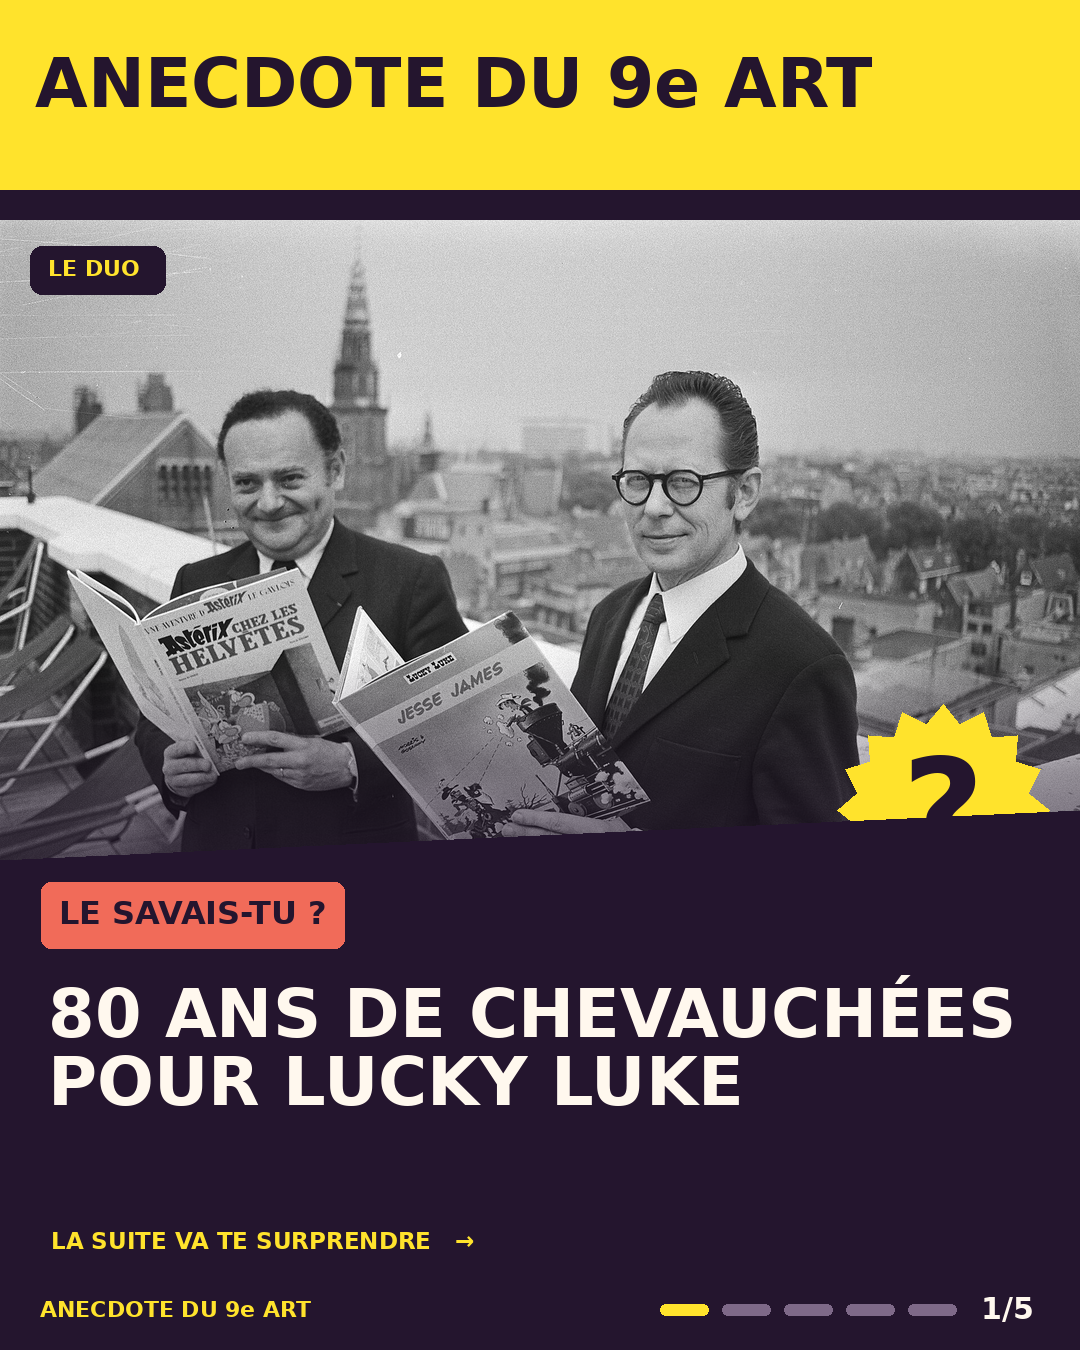 ANECDOTE DU 9e ART
LE DUO
UNE AVENTURE D'Astérix LE GAULOIS
Astérix CHEZ LES
HELVÈTES
LUCKY LUKE
JESSE JAMES
MORRIS &
GOSCINNY
?
LE SAVAIS-TU ?
80 ANS DE CHEVAUCHÉES
POUR LUCKY LUKE
LA SUITE VA TE SURPRENDRE →
ANECDOTE DU 9e ART
1/5